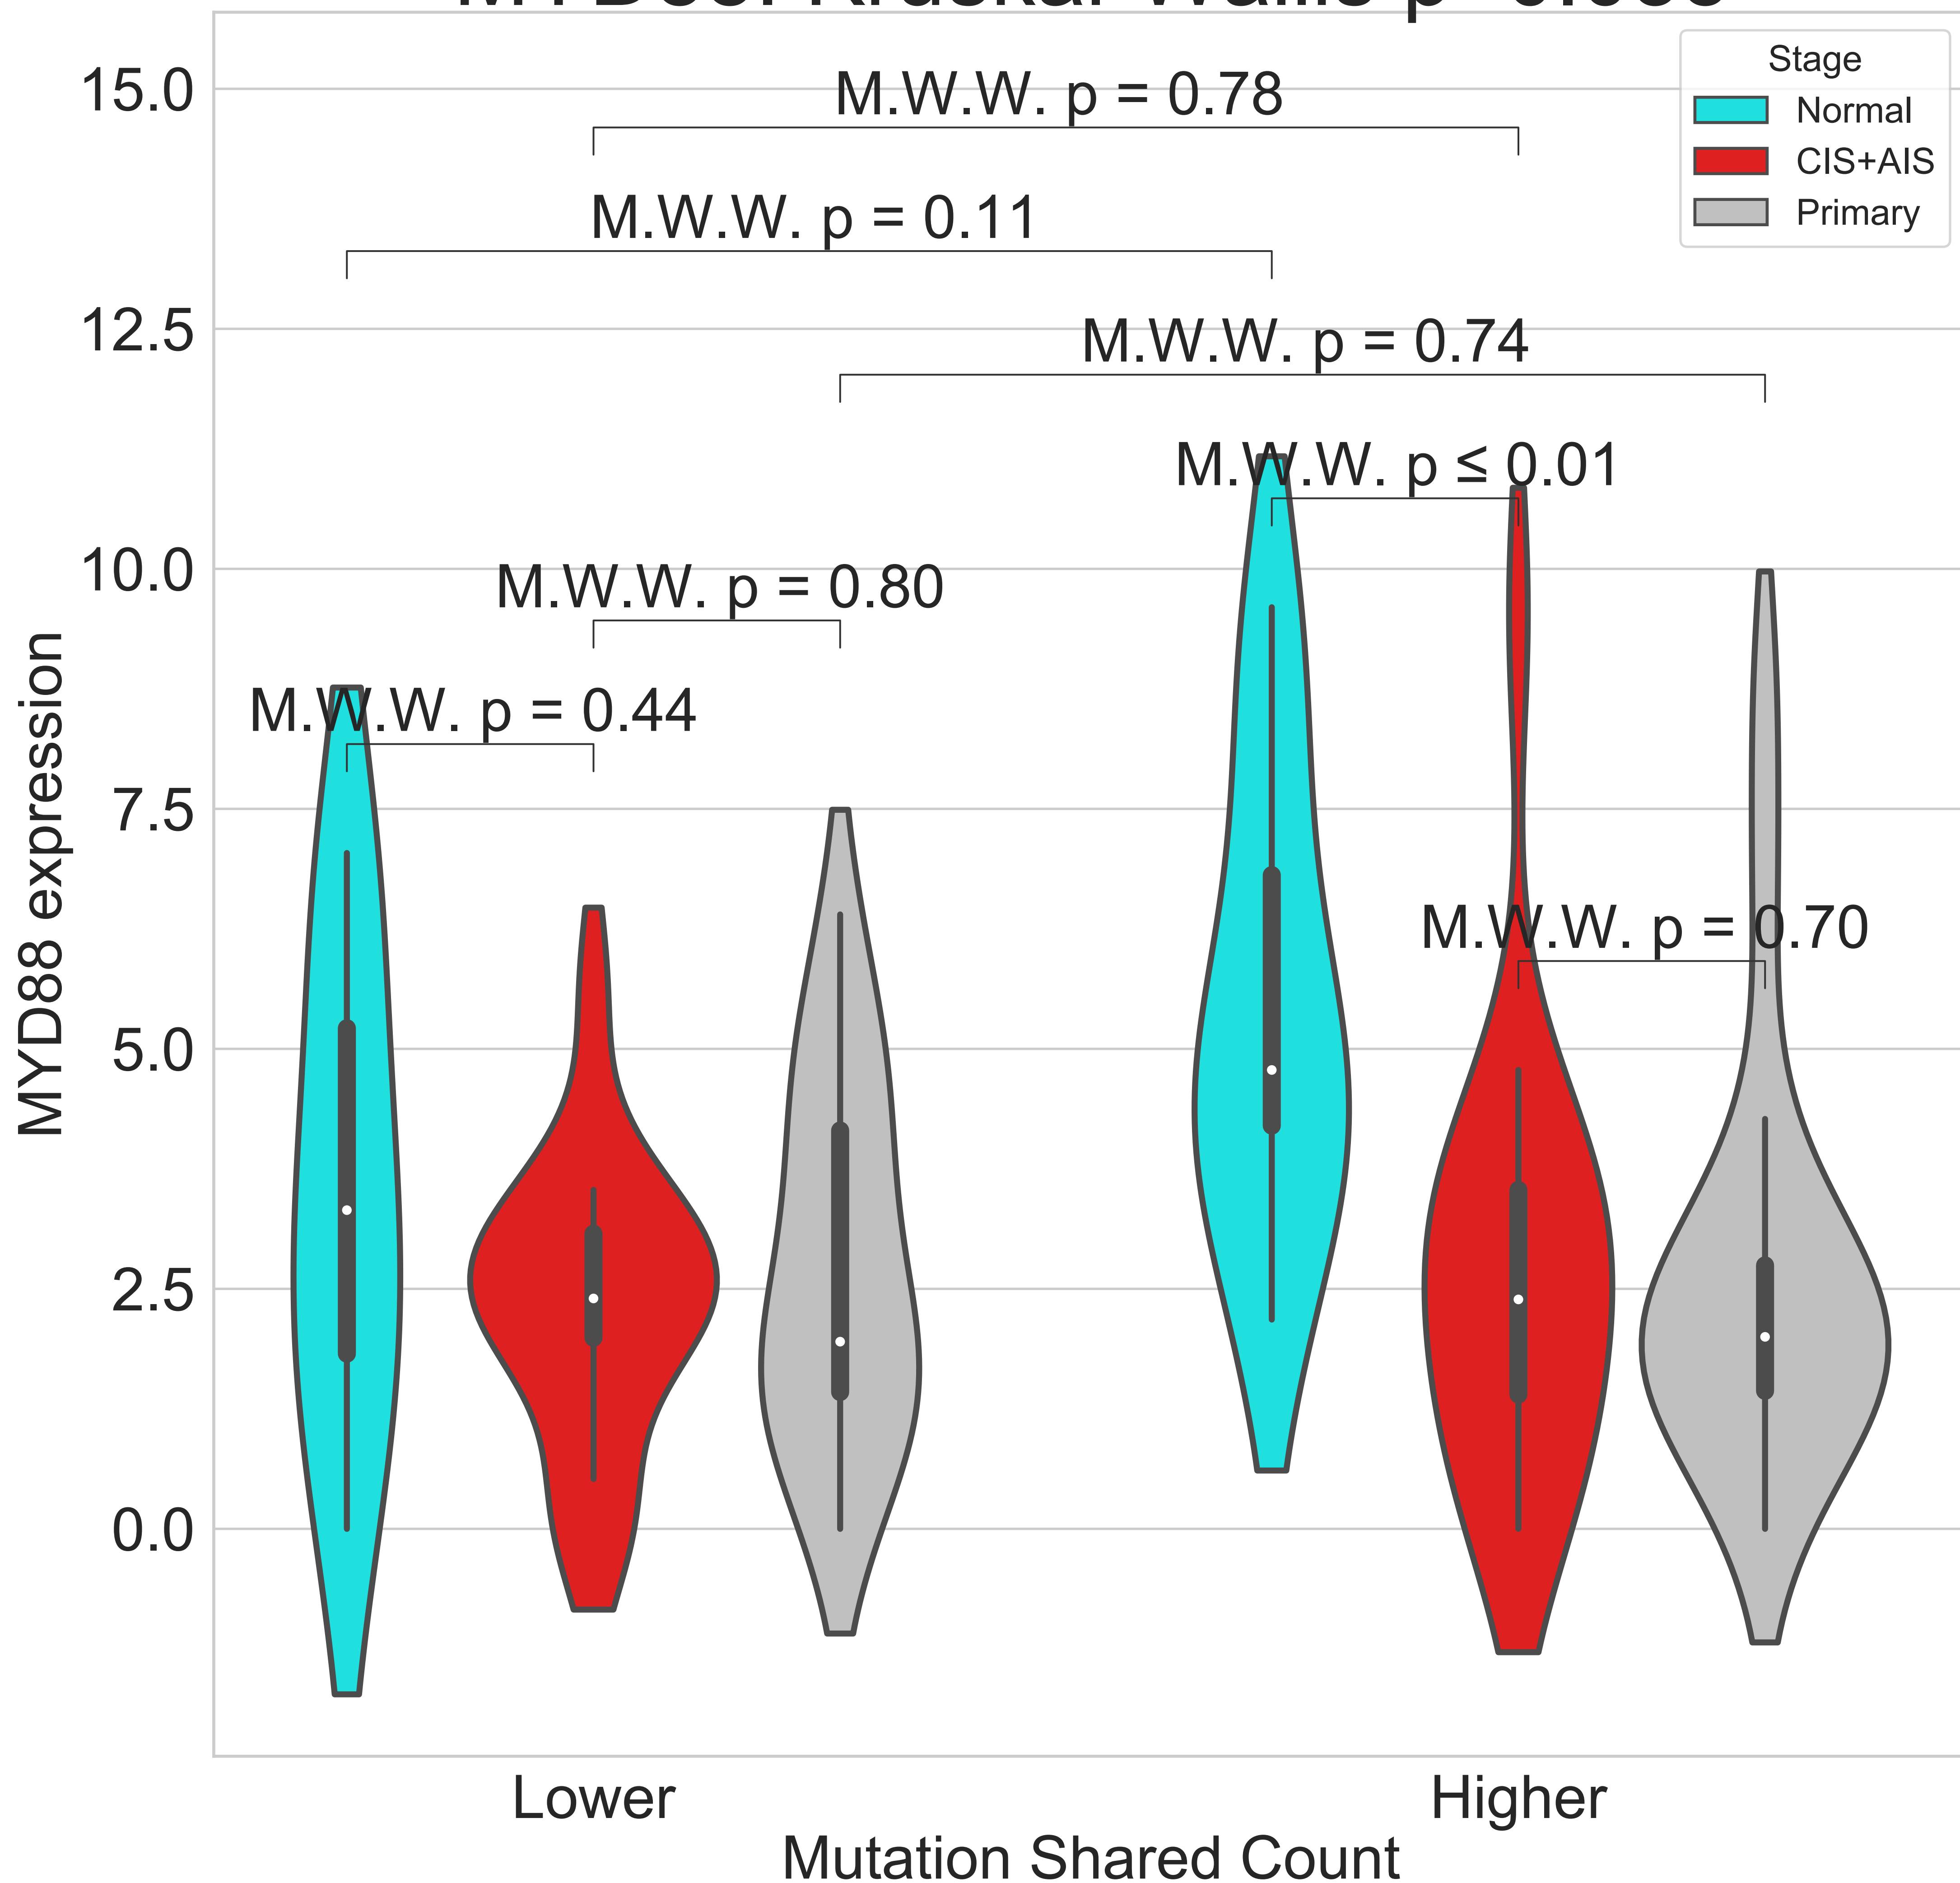 Stage
Normal
CIS+AIS
Primary
M.W.W. p = 0.78
M.W.W. p = 0.11
M.W.W. p = 0.74
M.W.W. p ≤ 0.01
M.W.W. p = 0.80
M.W.W. p = 0.44
M.W.W. p = 0.70
15.0
12.5
10.0
7.5
5.0
2.5
0.0
MYD88 expression
Lower
Higher
Mutation Shared Count